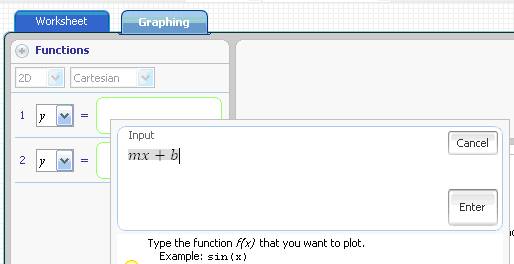 Worksheet Graphing
Functions
2D Cartesian
1 y =
2 y =
Input
mx + b
Cancel
Enter
Type the function f(x) that you want to plot.
Example: sin(x)